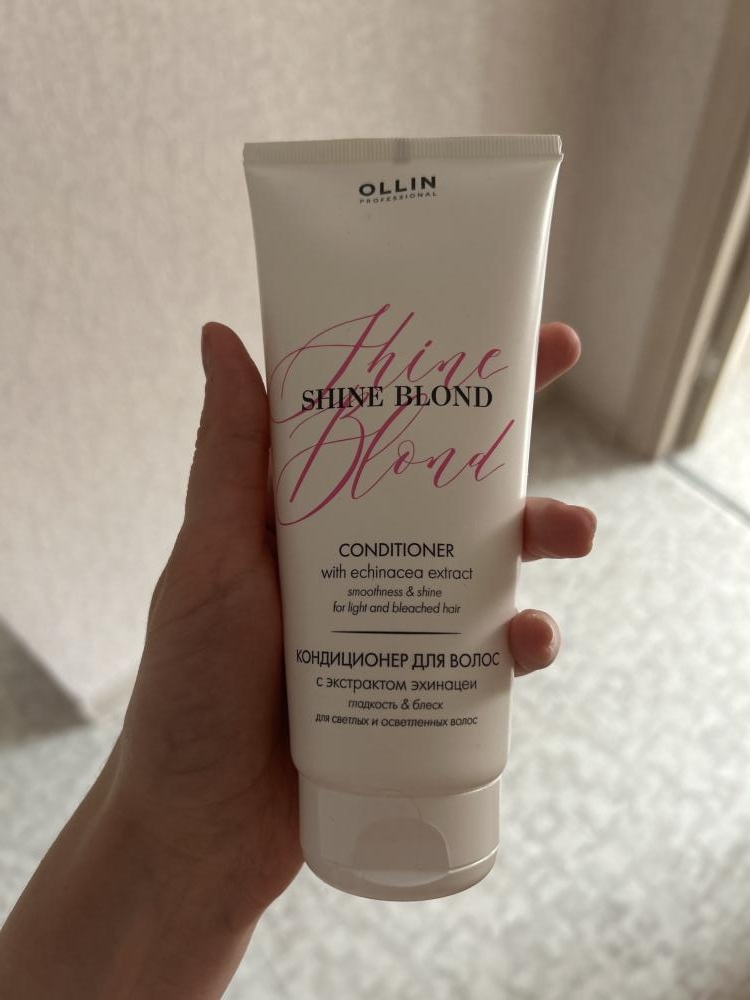 OLLIN
PROFESSIONAL
Shine
SHINE BLOND
Blond
CONDITIONER
with echinacea extract
smoothness & shine
for light and bleached hair
КОНДИЦИОНЕР ДЛЯ ВОЛОС
с экстрактом эхинацеи
гладкость & блеск
для светлых и осветленных волос